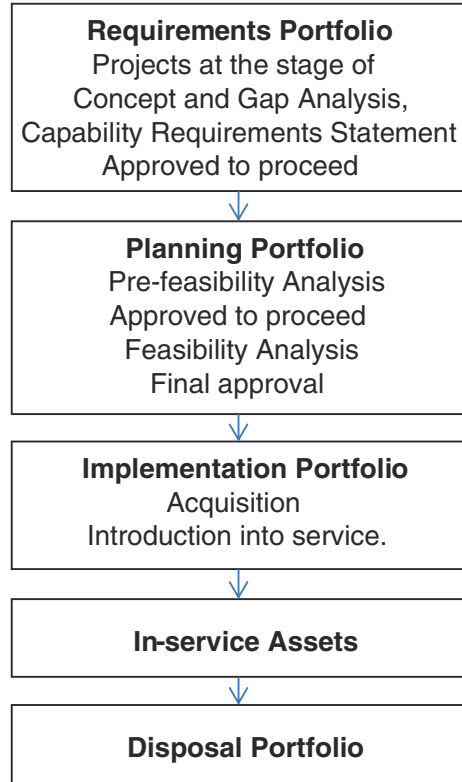 Requirements Portfolio
Projects at the stage of
Concept and Gap Analysis,
Capability Requirements Statement
Approved to proceed
Planning Portfolio
Pre-feasibility Analysis
Approved to proceed
Feasibility Analysis
Final approval
Implementation Portfolio
Acquisition
Introduction into service.
In-service Assets
Disposal Portfolio